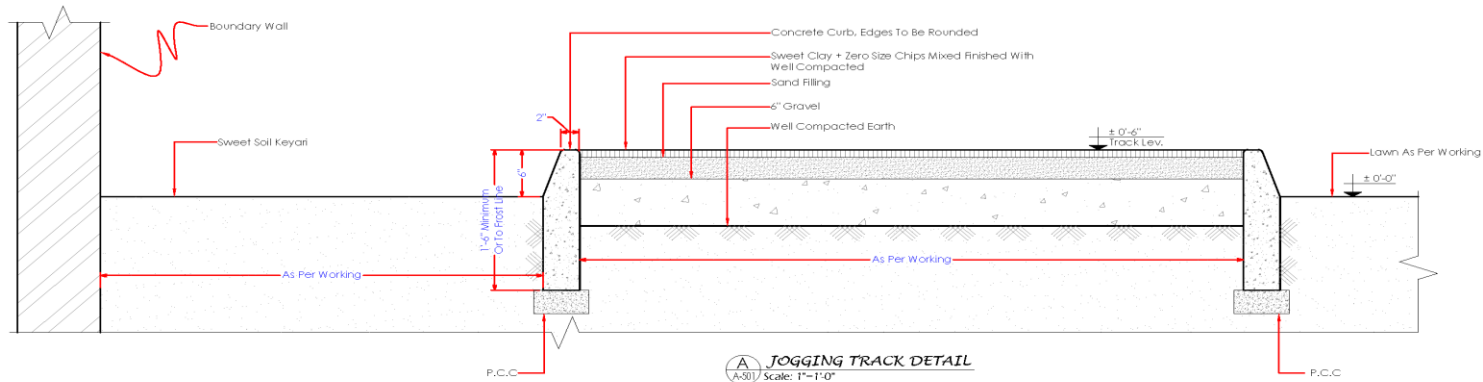 Boundary Wall
Concrete Curb, Edges To Be Rounded
Sweet Clay + Zero Size Chips Mixed Finished With
Well Compacted
Sand Filling
6" Gravel
2"
Well Compacted Earth
± 0'-6"
Track Lev.
Sweet Soil Keyari
Lawn As Per Working
6"
± 0'-0"
1'-6" Minimum
Or To Frost Line
As Per Working
As Per Working
P.C.C
A
A-501
JOGGING TRACK DETAIL
Scale: 1"=1'-0"
P.C.C